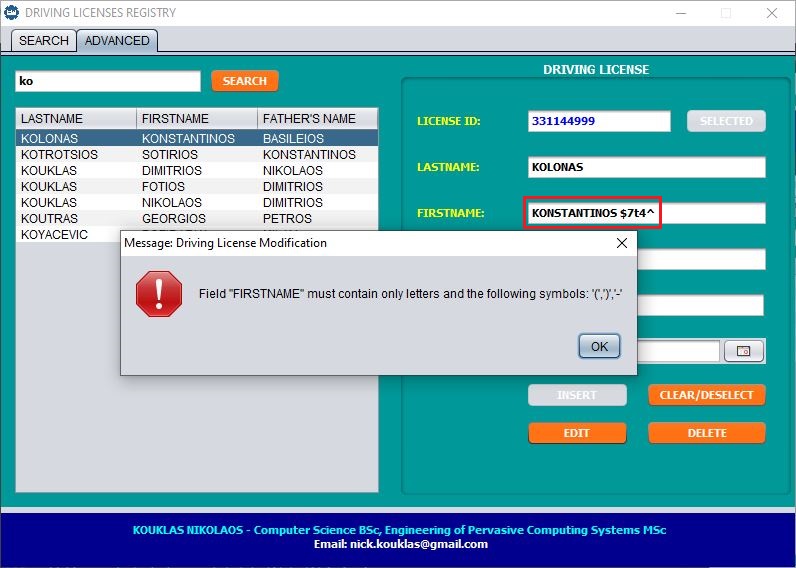 DRIVING LICENSES REGISTRY
SEARCH ADVANCED
ko SEARCH
LASTNAME FIRSTNAME FATHER'S NAME
KOLONAS KONSTANTINOS BASILEIOS
KOTROTSIOS SOTIRIOS KONSTANTINOS
KOUKLAS DIMITRIOS NIKOLAOS
KOUKLAS FOTIOS DIMITRIOS
KOUKLAS NIKOLAOS DIMITRIOS
KOUTRAS GEORGIOS PETROS
KOYACEVIC
DRIVING LICENSE
LICENSE ID: 331144999 SELECTED
LASTNAME: KOLONAS
FIRSTNAME: KONSTANTINOS $7t4^
Message: Driving License Modification
Field "FIRSTNAME" must contain only letters and the following symbols: '(',')','-'
OK
INSERT CLEAR/DESELECT
EDIT DELETE
KOUKLAS NIKOLAOS - Computer Science BSc, Engineering of Pervasive Computing Systems MSc
Email: nick.kouklas@gmail.com